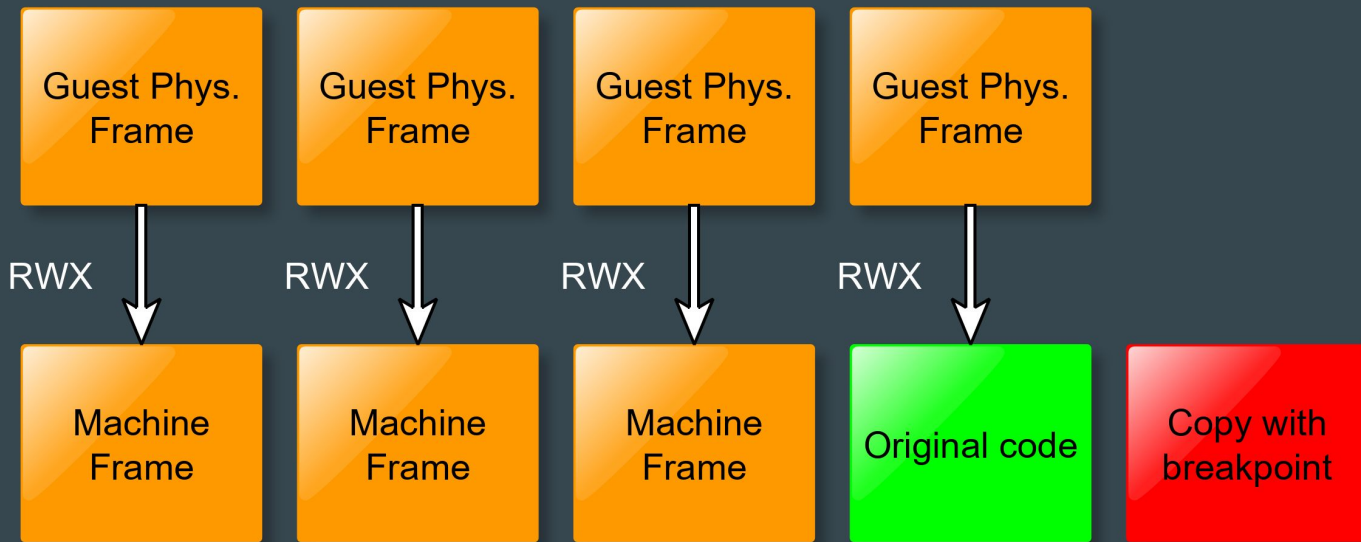 Guest Phys.
Frame
Guest Phys.
Frame
Guest Phys.
Frame
Guest Phys.
Frame
RWX
RWX
RWX
RWX
Machine
Frame
Machine
Frame
Machine
Frame
Original code
Copy with
breakpoint